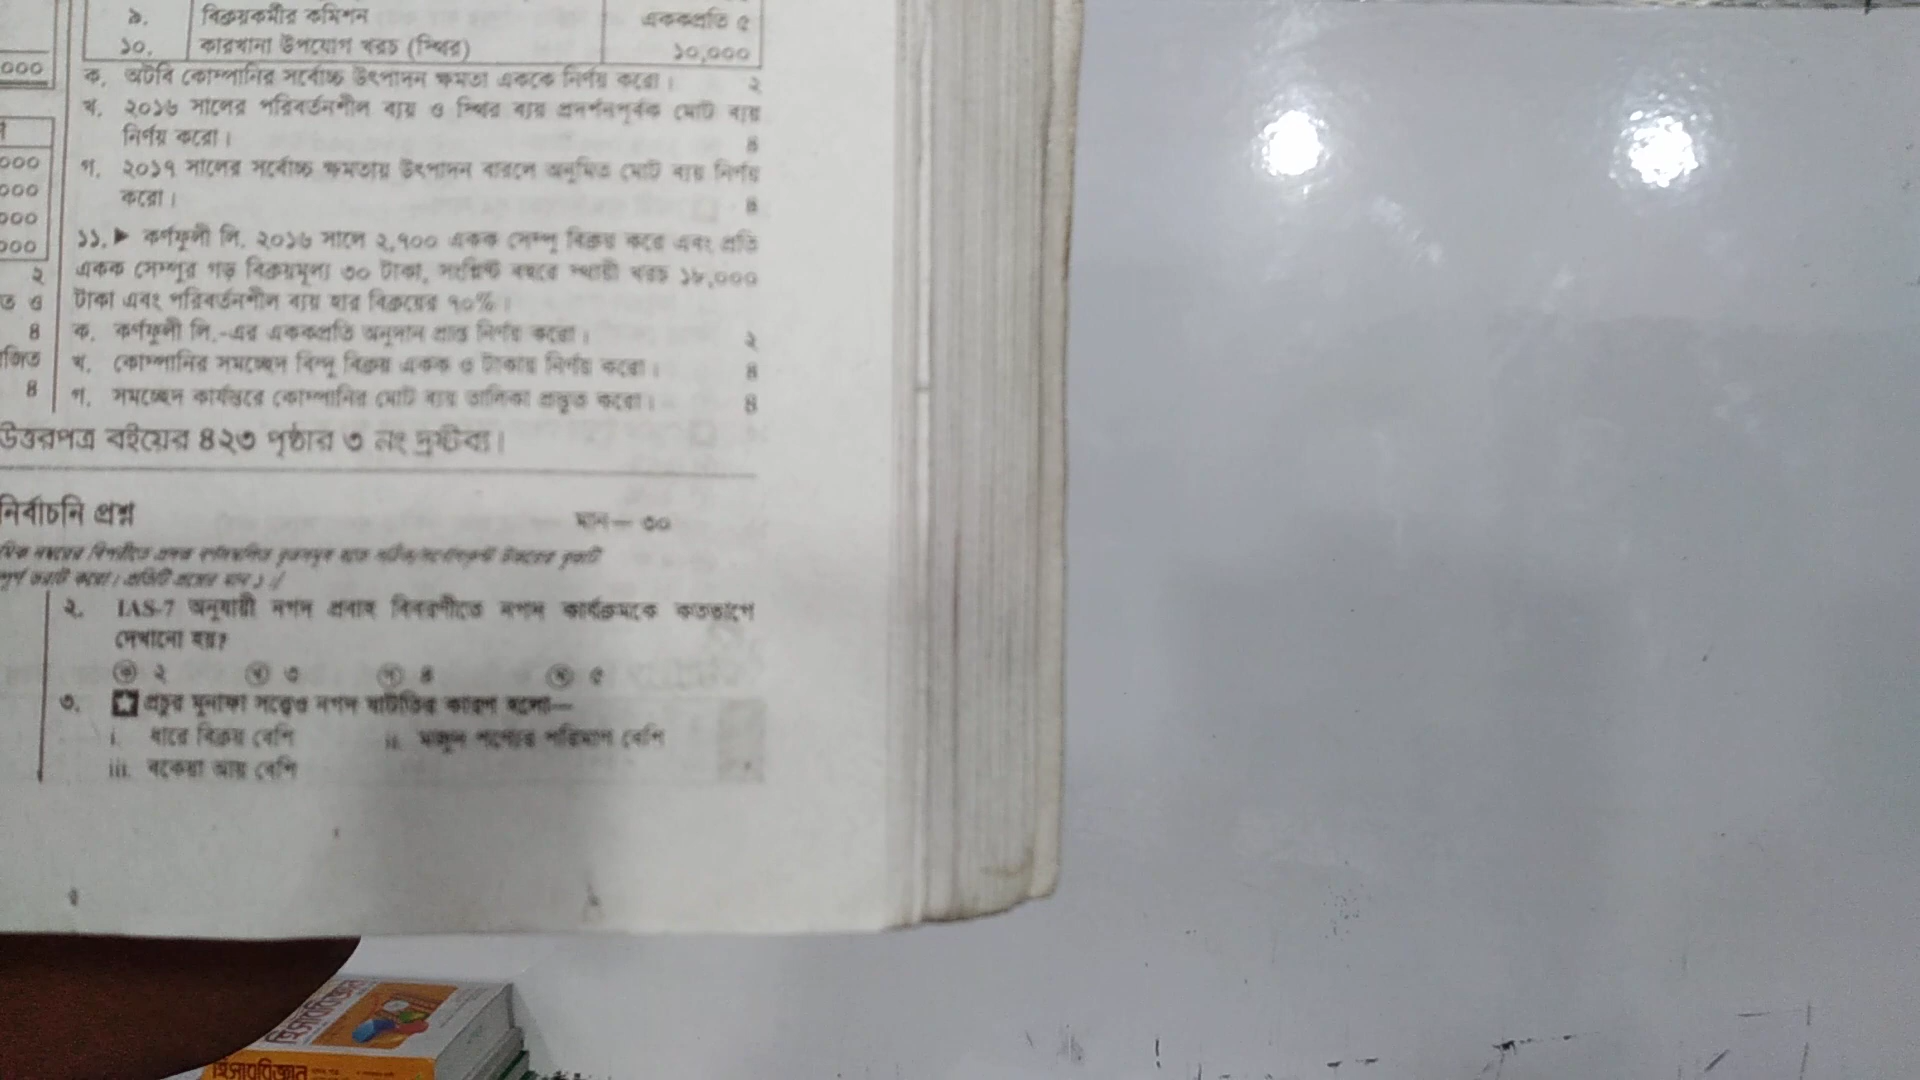 ৯. বিক্রয়কর্মীর কমিশন এককপ্রতি ৫
১০. কারখানা উপযোগ খরচ (স্থির) ১০,০০০
ক. অটবি কোম্পানির সর্বোচ্চ উৎপাদন ক্ষমতা এককে নির্ণয় করো। ২
খ. ২০১৬ সালের পরিবর্তনশীল ব্যয় ও স্থির ব্যয় প্রদর্শনপূর্বক মোট ব্যয়
নির্ণয় করো। ৪
গ. ২০১৭ সালের সর্বোচ্চ ক্ষমতায় উৎপাদন ধরলে অনুমিত মোট ব্যয় নির্ণয়
করো। ৪
১১.▶ কর্ণফুলী লি. ২০১৬ সালে ২,৭০০ একক সেম্পু বিক্রয় করে এবং প্রতি
একক সেম্পুর গড় বিক্রয়মূল্য ৩০ টাকা, সংশ্লিষ্ট বছরে স্থায়ী খরচ ১৮,০০০
টাকা এবং পরিবর্তনশীল ব্যয় হার বিক্রয়ের ৭০%।
ক. কর্ণফুলী লি.-এর এককপ্রতি অনুদান প্রান্ত নির্ণয় করো। ২
খ. কোম্পানির সমচ্ছেদ বিন্দু বিক্রয় একক ও টাকায় নির্ণয় করো। ৪
গ. সমচ্ছেদ কার্যস্তরে কোম্পানির মোট ব্যয় তালিকা প্রস্তুত করো। ৪
উত্তরপত্র বইয়ের ৪২৩ পৃষ্ঠার ৩ নং দ্রষ্টব্য।
নির্বাচনি প্রশ্ন মান— ৩০
২. IAS-7 অনুযায়ী নগদ প্রবাহ বিবরণীতে নগদ কার্যক্রমকে কতভাগে
দেখানো হয়?
ক ২ খ ৩ গ ৪ ঘ ৫
৩. প্রচুর মুনাফা সত্ত্বেও নগদ ঘাটতির কারণ হলো—
i. ধারে বিক্রয় বেশি ii. মজুদ পণ্যের পরিমাণ বেশি
iii. বকেয়া আয় বেশি
হিসাববিজ্ঞান
হিসাববিজ্ঞান